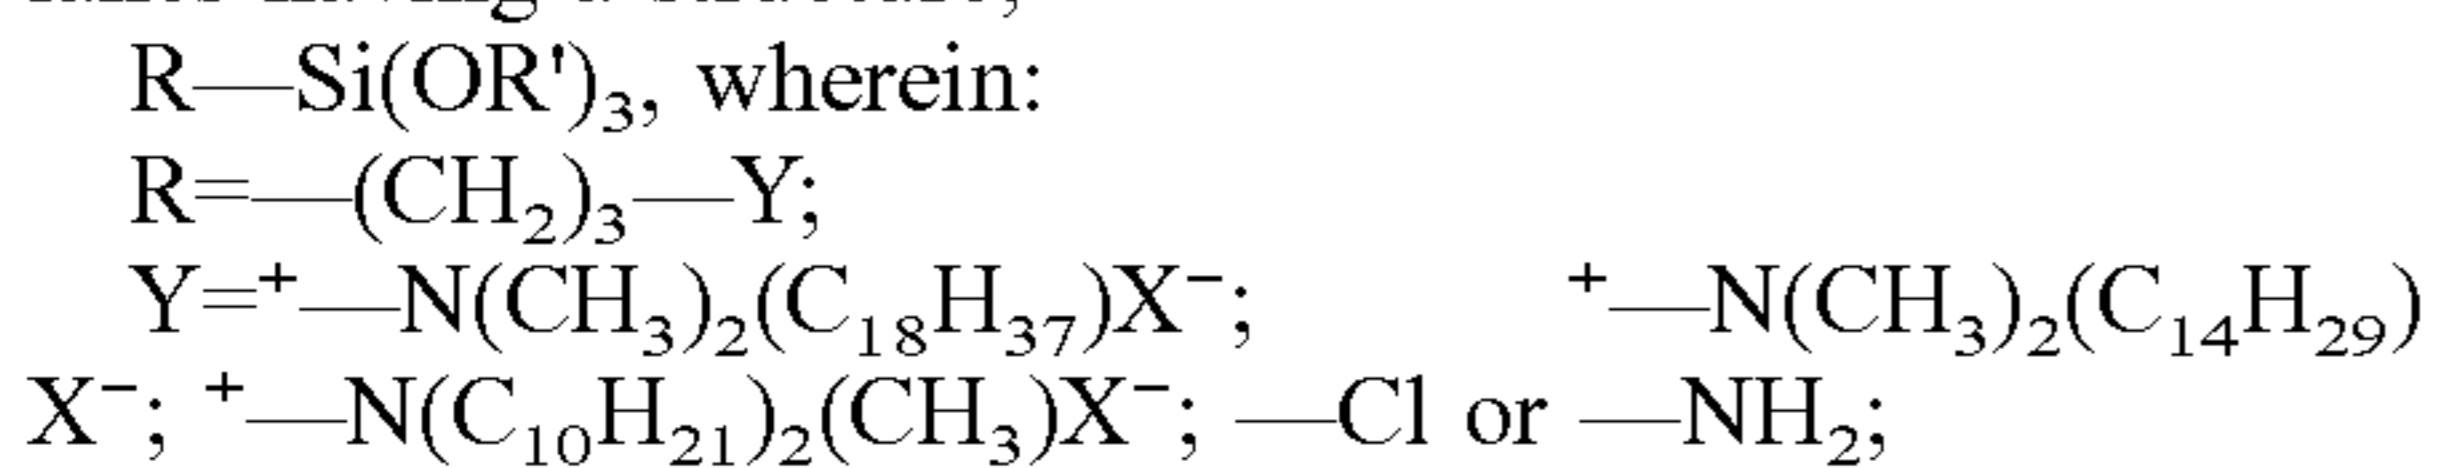 R—Si(OR')₃, wherein:
R=—(CH₂)₃—Y;
Y=⁺—N(CH₃)₂(C₁₈H₃₇)X⁻; ⁺—N(CH₃)₂(C₁₄H₂₉)
X⁻; ⁺—N(C₁₀H₂₁)₂(CH₃)X⁻; —Cl or —NH₂;